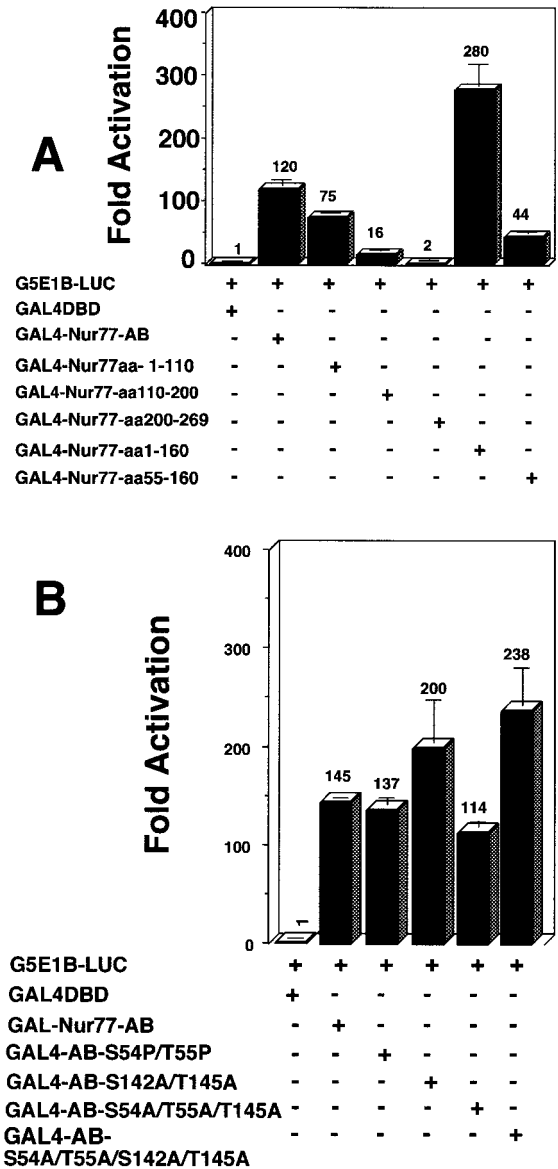 A
Fold Activation
400
300
200
100
0
1
120
75
16
2
280
44
G5E1B-LUC + + + + + + +
GAL4DBD + - - - - - -
GAL4-Nur77-AB - + - - - - -
GAL4-Nur77aa- 1-110 - - + - - - -
GAL4-Nur77-aa110-200 - - - + - - -
GAL4-Nur77-aa200-269 - - - - + - -
GAL4-Nur77-aa1-160 - - - - - + -
GAL4-Nur77-aa55-160 - - - - - - +
B
Fold Activation
400
300
200
100
0
1
145
137
200
114
238
G5E1B-LUC + + + + + +
GAL4DBD + - - - - -
GAL-Nur77-AB - + - - - -
GAL4-AB-S54P/T55P - - + - - -
GAL4-AB-S142A/T145A - - - + - -
GAL4-AB-S54A/T55A/T145A - - - - + -
GAL4-AB- - - - - - +
S54A/T55A/S142A/T145A